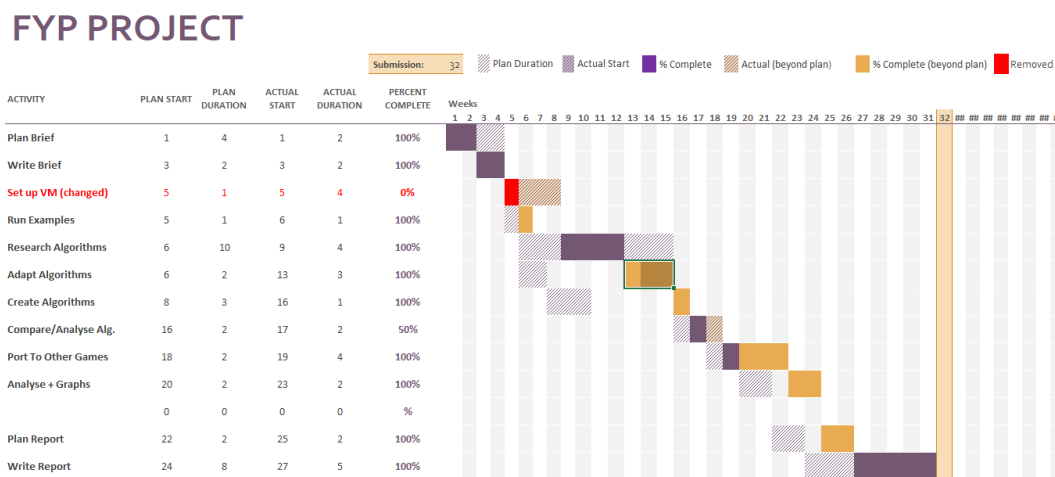 FYP PROJECT
Submission: 32 Plan Duration Actual Start % Complete Actual (beyond plan) % Complete (beyond plan) Removed
ACTIVITY PLAN START PLAN DURATION ACTUAL START ACTUAL DURATION PERCENT COMPLETE Weeks
1 2 3 4 5 6 7 8 9 10 11 12 13 14 15 16 17 18 19 20 21 22 23 24 25 26 27 28 29 30 31 32 ## ## ## ## ## ## ##
Plan Brief 1 4 1 2 100%
Write Brief 3 2 3 2 100%
Set up VM (changed) 5 1 5 4 0%
Run Examples 5 1 6 1 100%
Research Algorithms 6 10 9 4 100%
Adapt Algorithms 6 2 13 3 100%
Create Algorithms 8 3 16 1 100%
Compare/Analyse Alg. 16 2 17 2 50%
Port To Other Games 18 2 19 4 100%
Analyse + Graphs 20 2 23 2 100%
0 0 0 0 %
Plan Report 22 2 25 2 100%
Write Report 24 8 27 5 100%